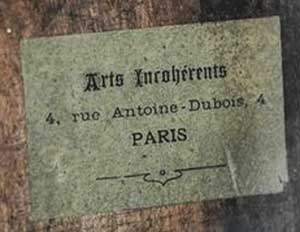 Arts Incohérents
4, rue Antoine-Dubois, 4
PARIS